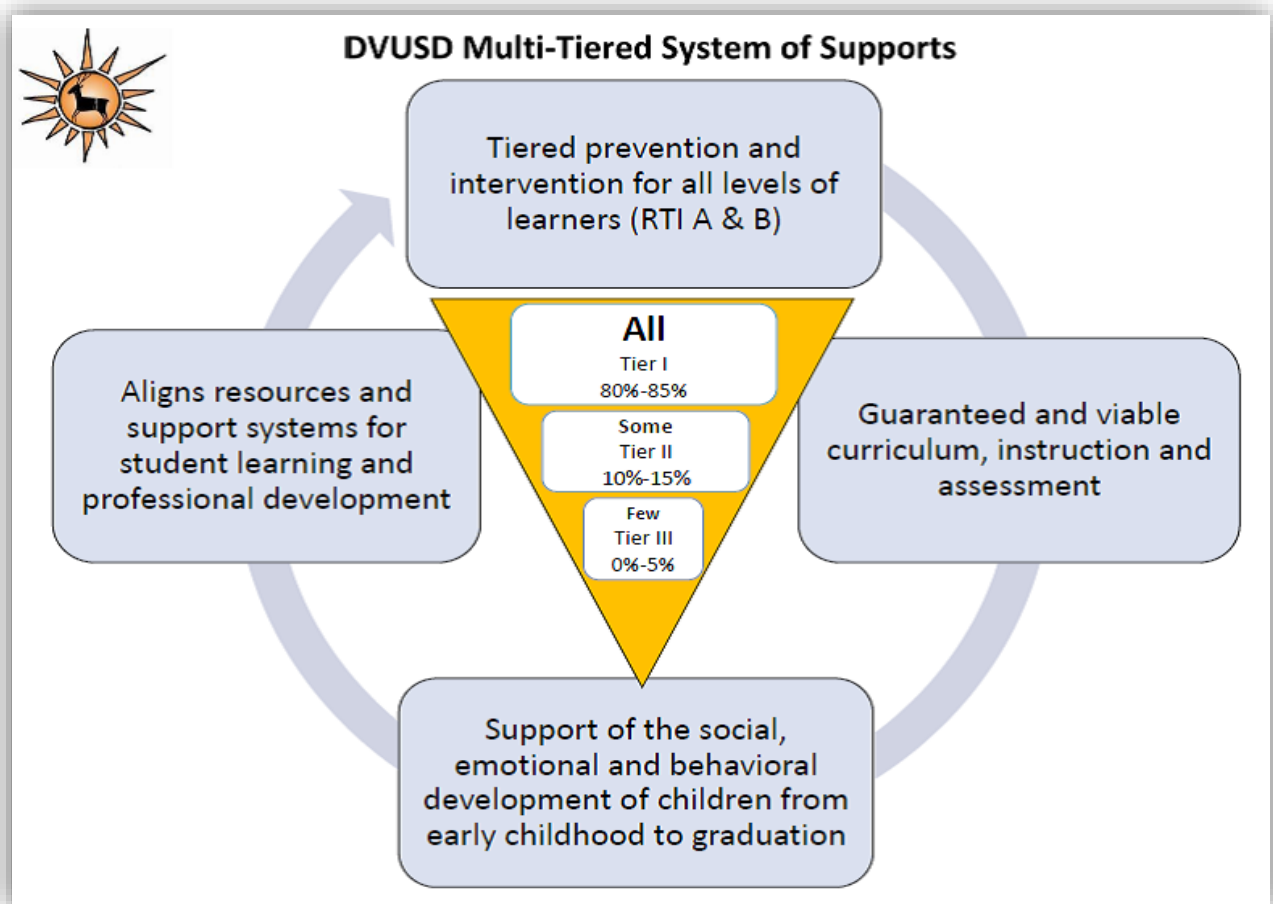 DVUSD Multi-Tiered System of Supports
Tiered prevention and
intervention for all levels of
learners (RTI A & B)
All
Tier I
80%-85%
Some
Tier II
10%-15%
Few
Tier III
0%-5%
Guaranteed and viable
curriculum, instruction and
assessment
Support of the social,
emotional and behavioral
development of children from
early childhood to graduation
Aligns resources and
support systems for
student learning and
professional development